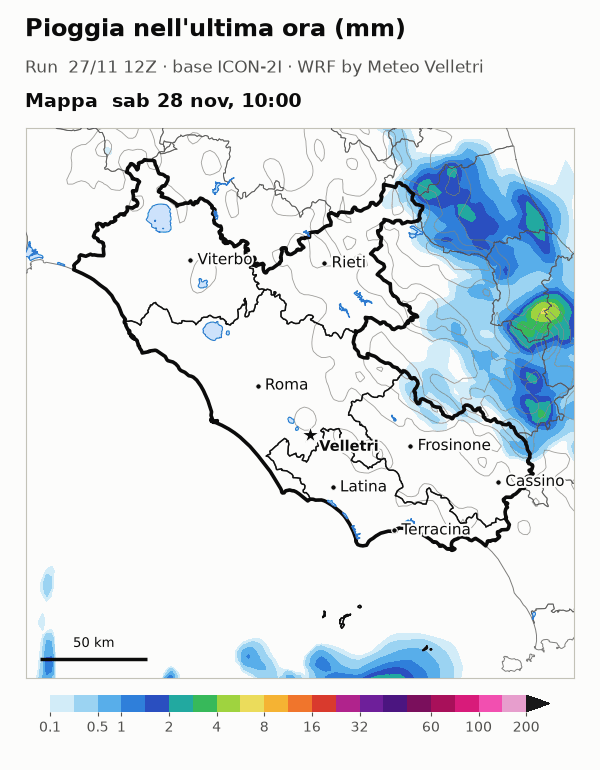 Pioggia nell'ultima ora (mm)
Run  27/11 12Z · base ICON-2I · WRF by Meteo Velletri
Mappa  sab 28 nov, 10:00
Viterbo
Rieti
Roma
Velletri
Frosinone
Latina
Cassino
Terracina
50 km
0.1 0.5 1 2 4 8 16 32 60 100 200